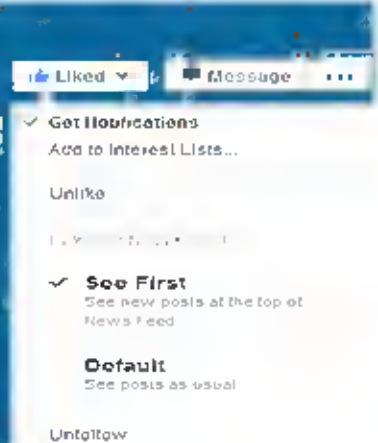 Liked Message ...
Get Notifications
Add to Interest Lists...
Unlike
See First
See new posts at the top of
News Feed
Default
See posts as usual
Unfollow